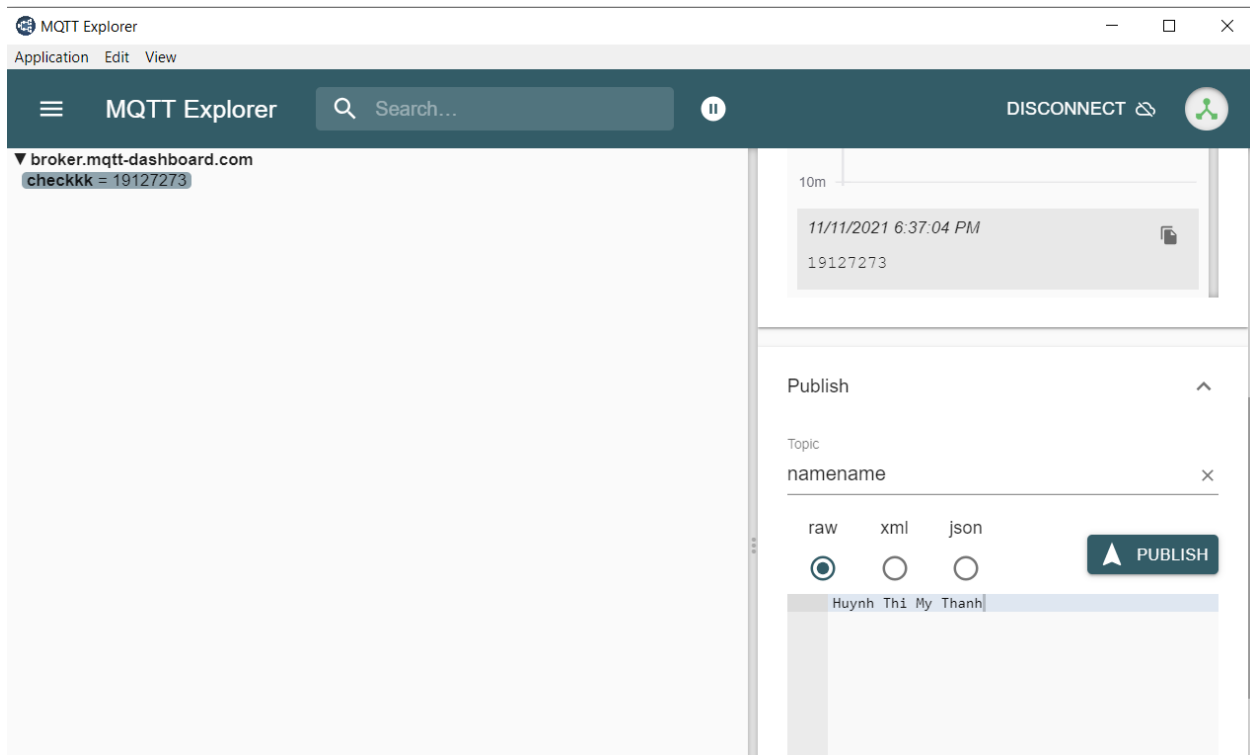 MQTT Explorer
Application Edit View
MQTT Explorer
Search...
DISCONNECT
▼ broker.mqtt-dashboard.com
checkkk = 19127273
10m
11/11/2021 6:37:04 PM
19127273
Publish
Topic
namename
raw xml json
PUBLISH
Huynh Thi My Thanh